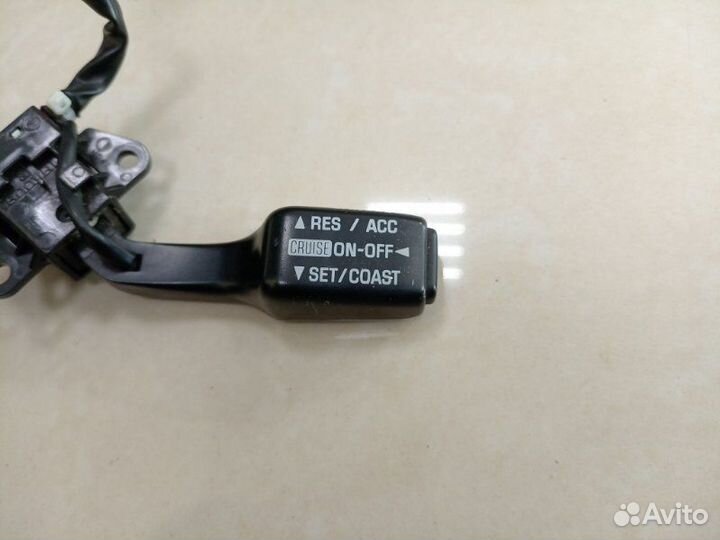 ▲ RES / ACC
CRUISE ON-OFF ◀
▼ SET/COAST
Avito